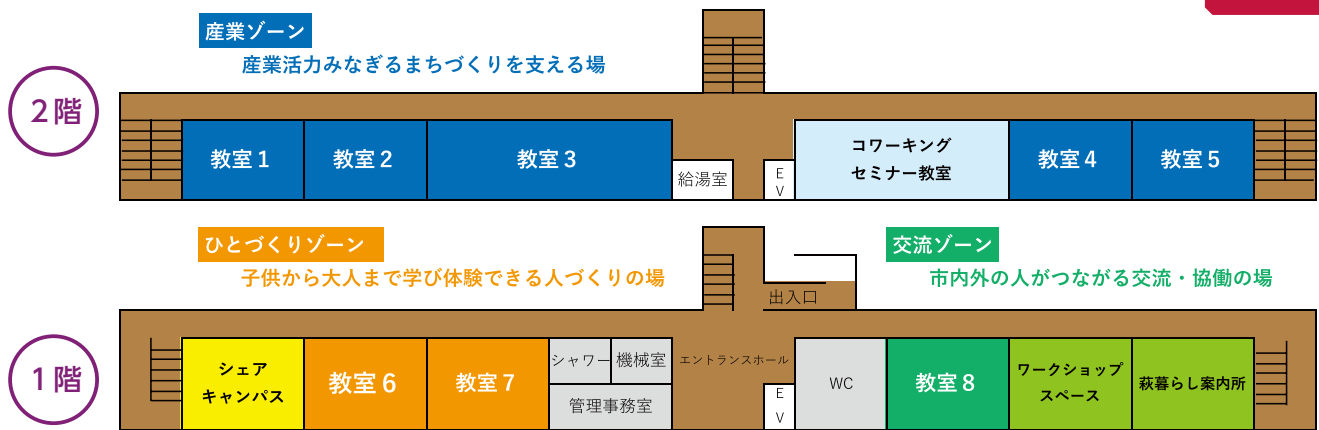 産業ゾーン
産業活力みなぎるまちづくりを支える場
2階
教室1
教室2
教室3
給湯室
EV
コワーキング
セミナー教室
教室4
教室5
ひとづくりゾーン
子供から大人まで学び体験できる人づくりの場
交流ゾーン
市内外の人がつながる交流・協働の場
出入口
1階
シェア
キャンパス
教室6
教室7
シャワー
機械室
管理事務室
エントランスホール
EV
WC
教室8
ワークショップ
スペース
萩暮らし案内所